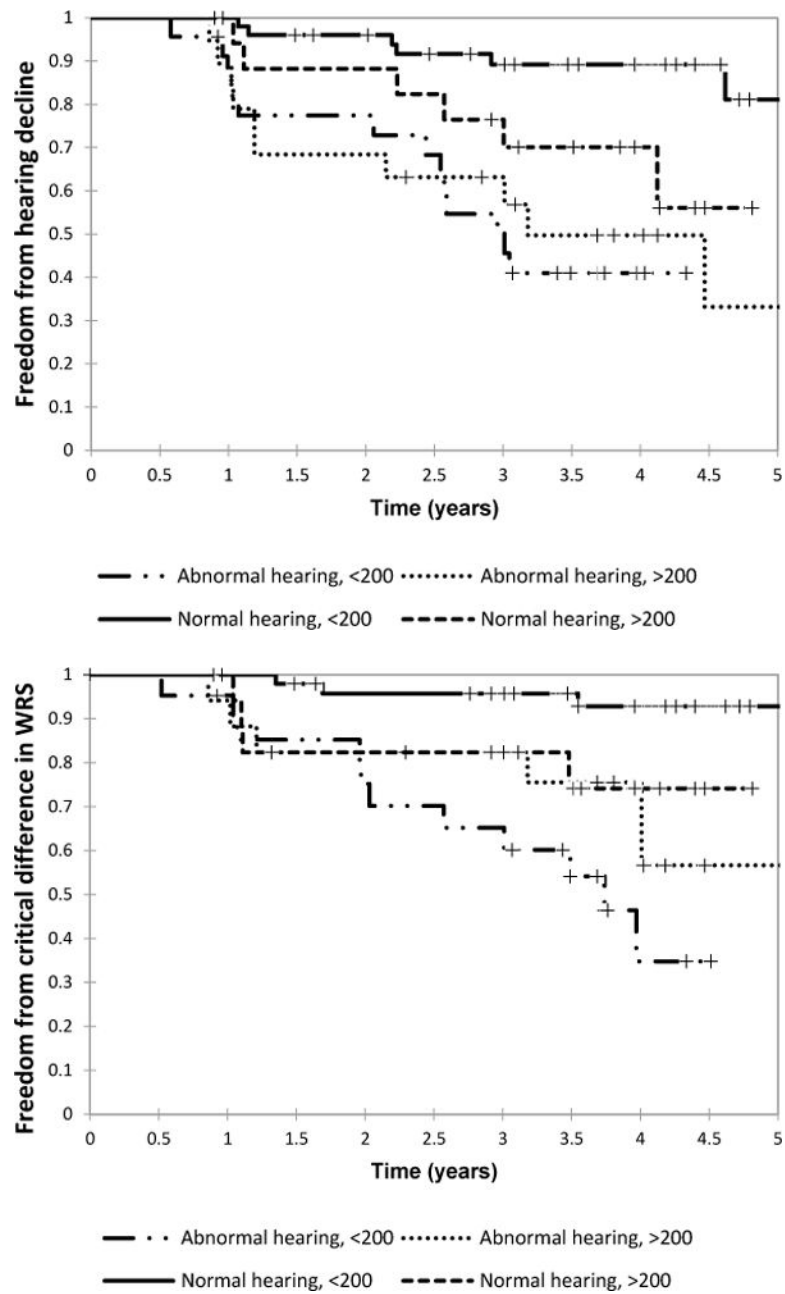 Freedom from hearing decline
1
0.9
0.8
0.7
0.6
0.5
0.4
0.3
0.2
0.1
0
0 0.5 1 1.5 2 2.5 3 3.5 4 4.5 5
Time (years)
Abnormal hearing, <200 Abnormal hearing, >200
Normal hearing, <200 Normal hearing, >200
Freedom from critical difference in WRS
1
0.9
0.8
0.7
0.6
0.5
0.4
0.3
0.2
0.1
0
0 0.5 1 1.5 2 2.5 3 3.5 4 4.5 5
Time (years)
Abnormal hearing, <200 Abnormal hearing, >200
Normal hearing, <200 Normal hearing, >200